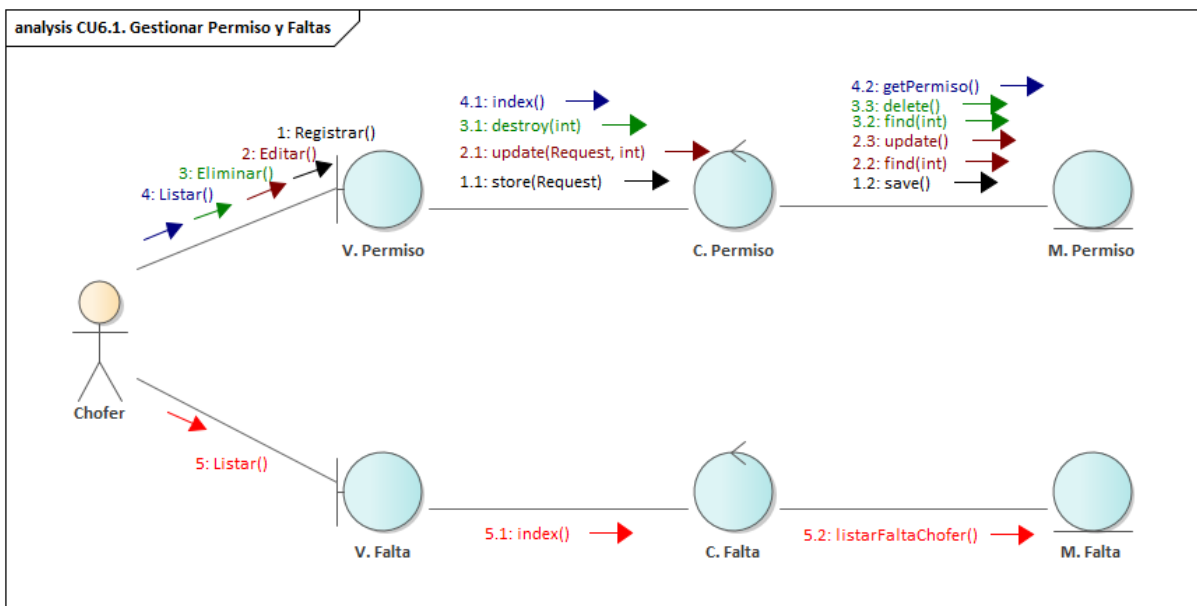 analysis CU6.1. Gestionar Permiso y Faltas
1: Registrar()
2: Editar()
3: Eliminar()
4: Listar()
4.1: index()
3.1: destroy(int)
2.1: update(Request, int)
1.1: store(Request)
4.2: getPermiso()
3.3: delete()
3.2: find(int)
2.3: update()
2.2: find(int)
1.2: save()
V. Permiso
C. Permiso
M. Permiso
Chofer
5: Listar()
5.1: index()
5.2: listarFaltaChofer()
V. Falta
C. Falta
M. Falta